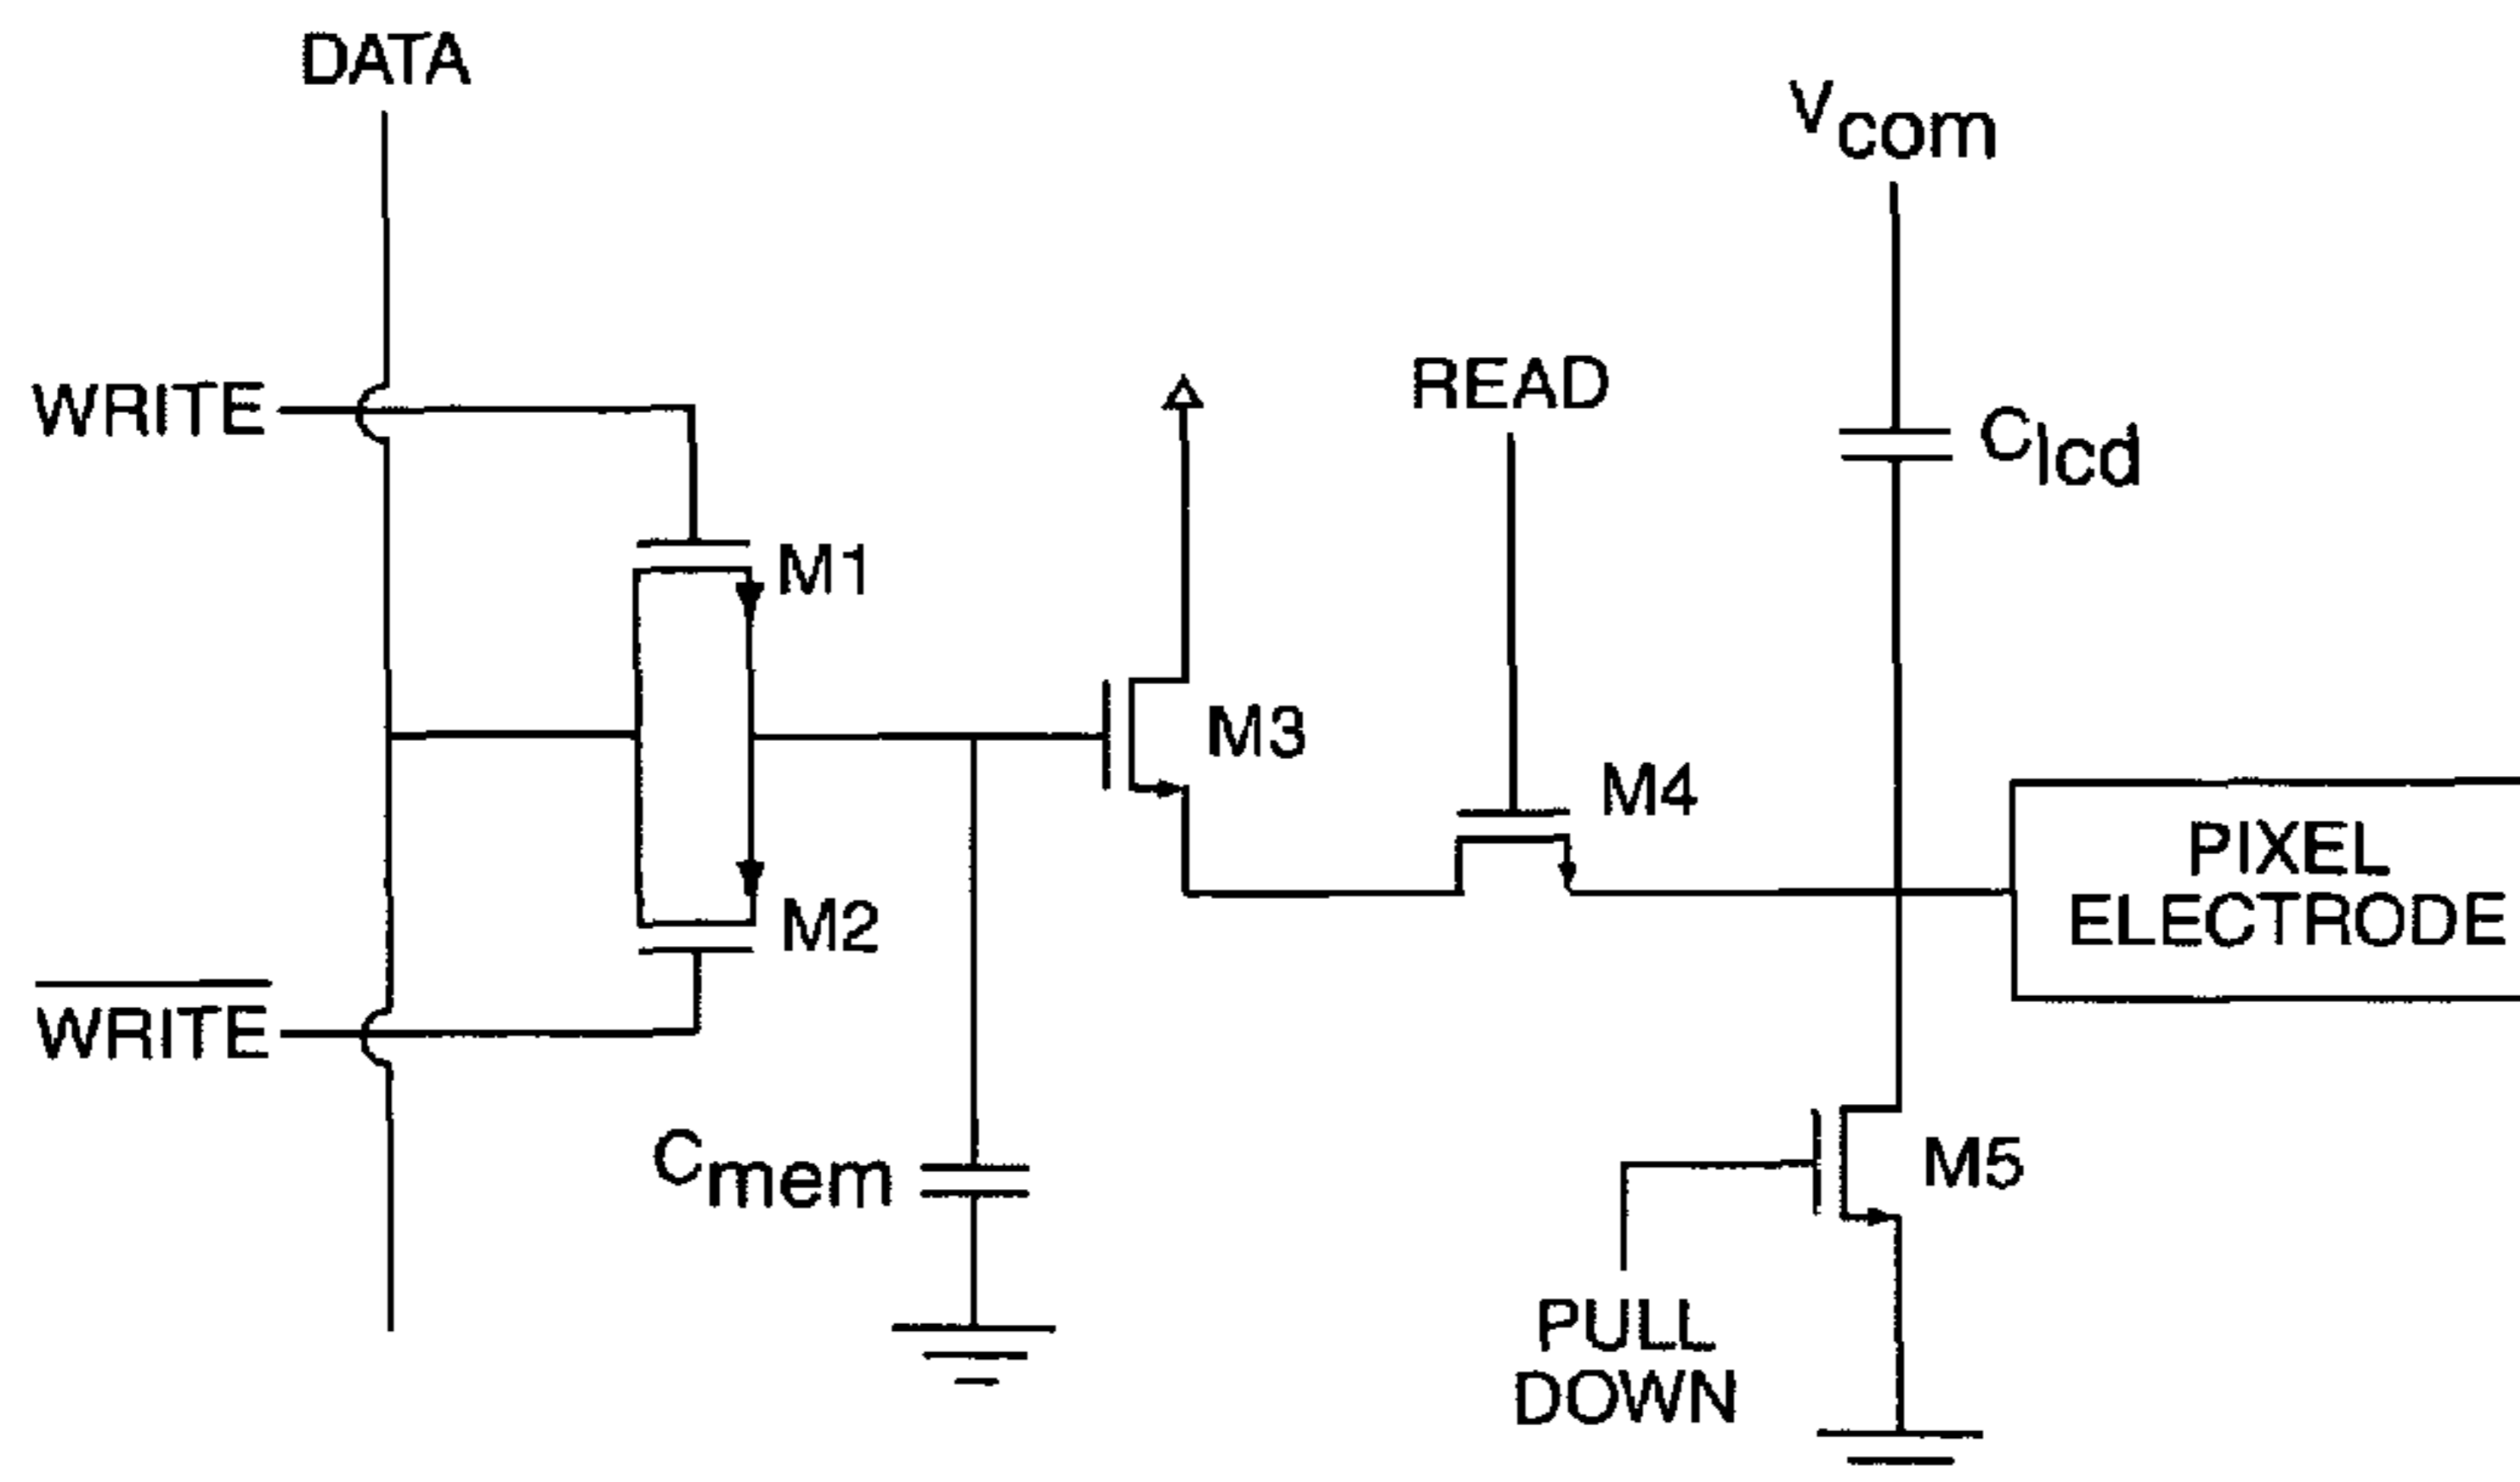 DATA
Vcom
WRITE
READ
Clcd
M1
M3
M4
PIXEL
ELECTRODE
M2
WRITE
Cmem
M5
PULL
DOWN